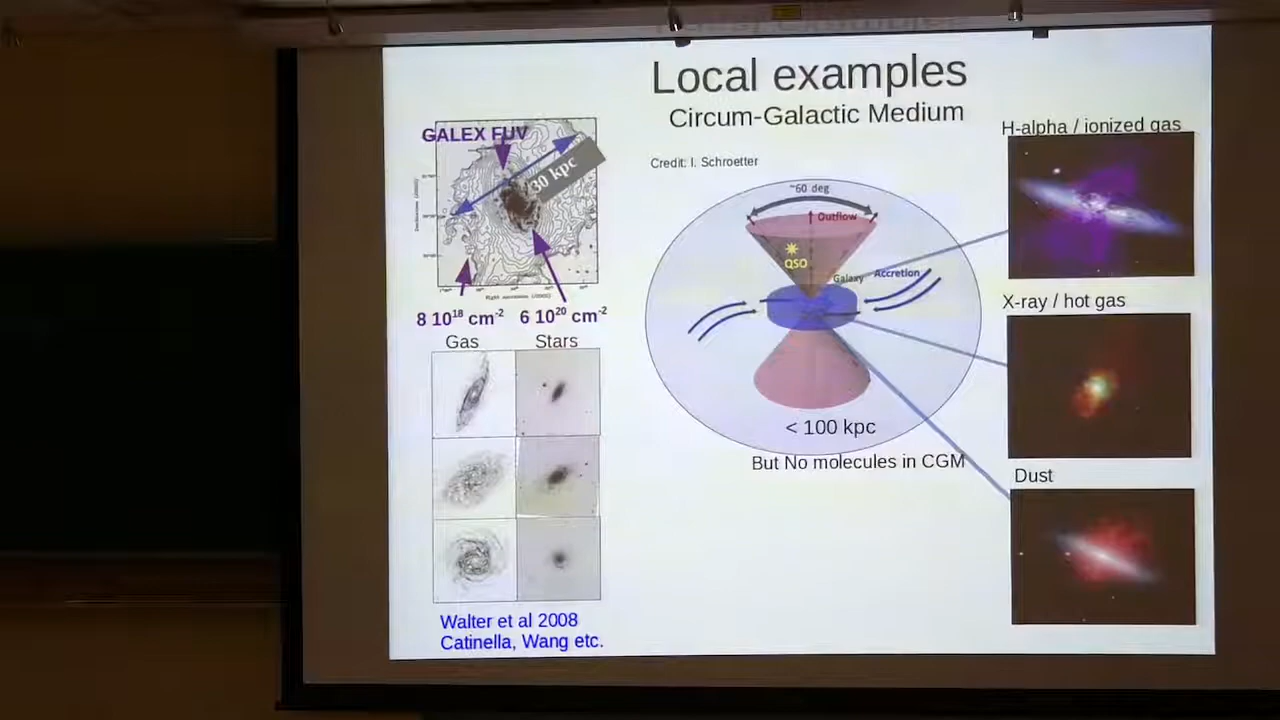 Local examples
Circum-Galactic Medium
GALEX FUV
30 kpc
8 10¹⁸ cm⁻²
6 10²⁰ cm⁻²
Gas
Stars
Walter et al 2008
Catinella, Wang etc.
Credit: I. Schroetter
~60 deg
Outflow
QSO
Galaxy
Accretion
< 100 kpc
But No molecules in CGM
H-alpha / ionized gas
X-ray / hot gas
Dust